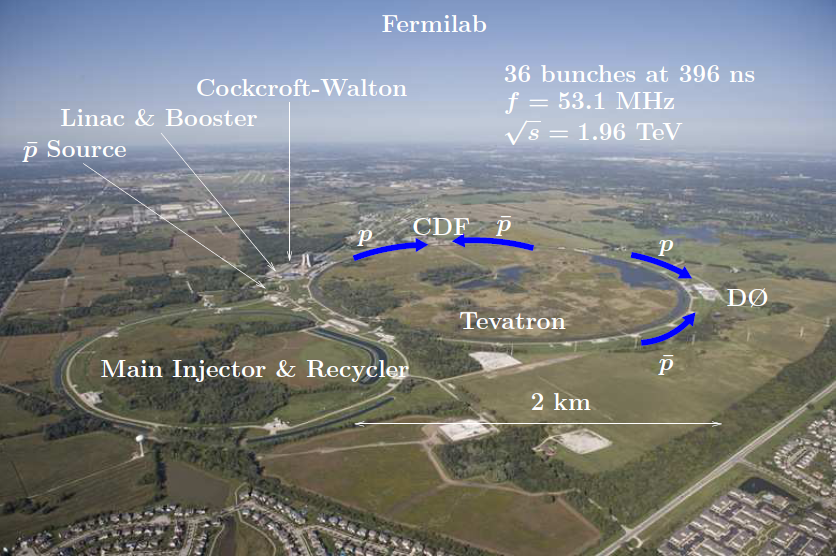 Fermilab
36 bunches at 396 ns
f = 53.1 MHz
√s = 1.96 TeV
Cockcroft-Walton
Linac & Booster
p̄ Source
p
CDF
p̄
p
DØ
Tevatron
p̄
Main Injector & Recycler
2 km